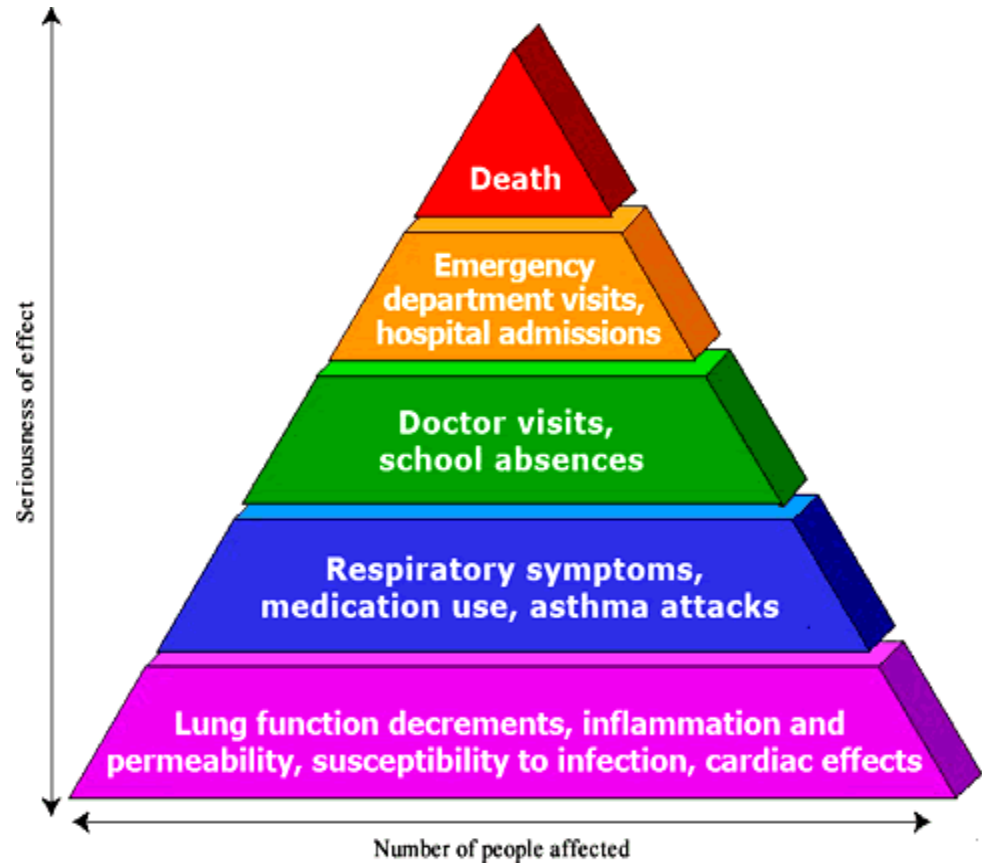 Death
Emergency
department visits,
hospital admissions
Doctor visits,
school absences
Respiratory symptoms,
medication use, asthma attacks
Lung function decrements, inflammation and
permeability, susceptibility to infection, cardiac effects
Seriousness of effect
Number of people affected